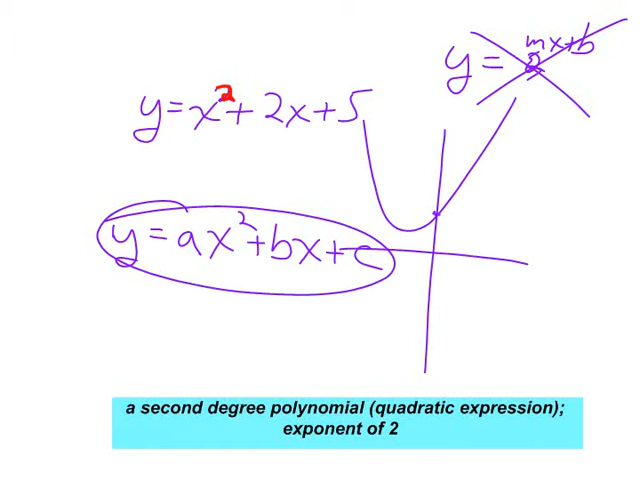 mx+b
y =
y=x²+2x+5
y=ax²+bx+c
a second degree polynomial (quadratic expression);
exponent of 2